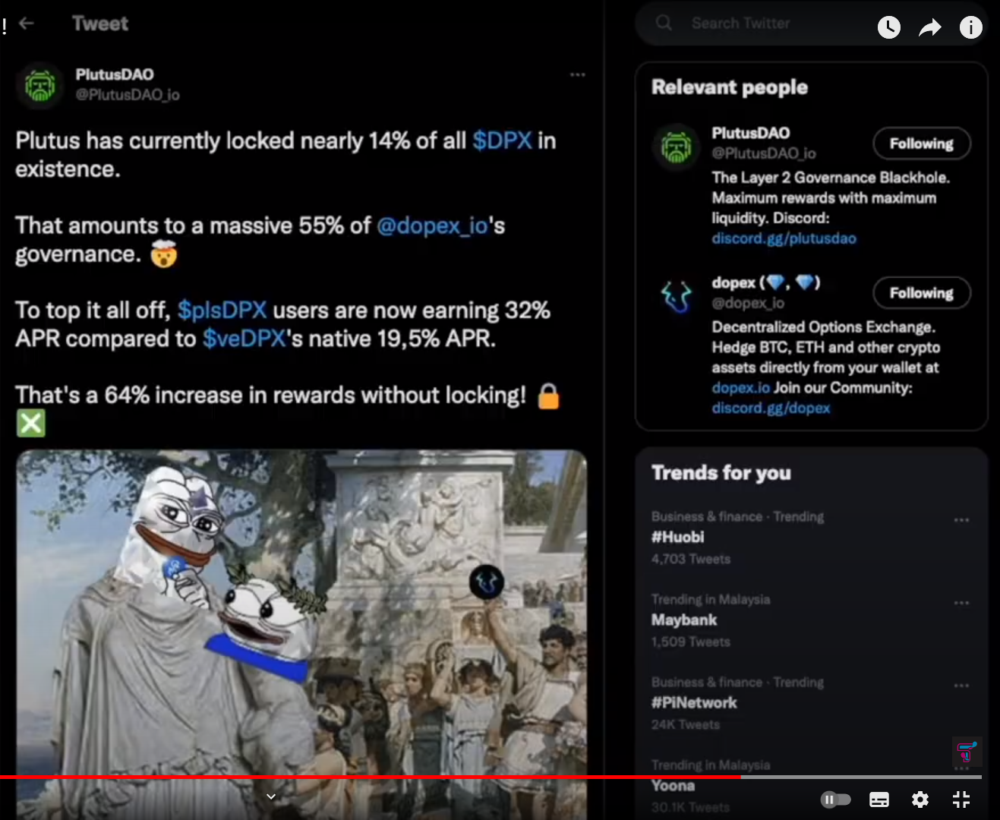 !
Tweet
PlutusDAO
@PlutusDAO_io
Plutus has currently locked nearly 14% of all $DPX in
existence.
That amounts to a massive 55% of @dopex_io's
governance. 🤯
To top it all off, $plsDPX users are now earning 32%
APR compared to $veDPX's native 19,5% APR.
That's a 64% increase in rewards without locking! 🔒
❎
Search Twitter
Relevant people
PlutusDAO
Following
@PlutusDAO_io
The Layer 2 Governance Blackhole.
Maximum rewards with maximum
liquidity. Discord:
discord.gg/plutusdao
dopex (💎, 💎)
Following
@dopex_io
Decentralized Options Exchange.
Hedge BTC, ETH and other crypto
assets directly from your wallet at
dopex.io Join our Community:
discord.gg/dopex
Trends for you
Business & finance · Trending
#Huobi
4,703 Tweets
Trending in Malaysia
Maybank
1,509 Tweets
Business & finance · Trending
#PiNetwork
24K Tweets
Trending in Malaysia
Yoona
30.1K Tweets